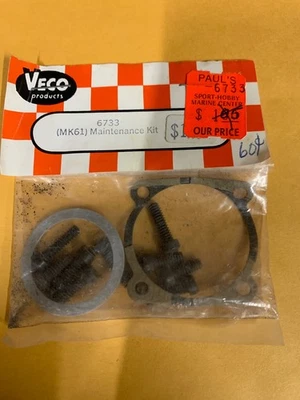 VECO
products
PAUL'S
6733
SPORT-HOBBY
MARINE CENTER
$
OUR PRICE
6733
(MK61) Maintenance Kit
60¢